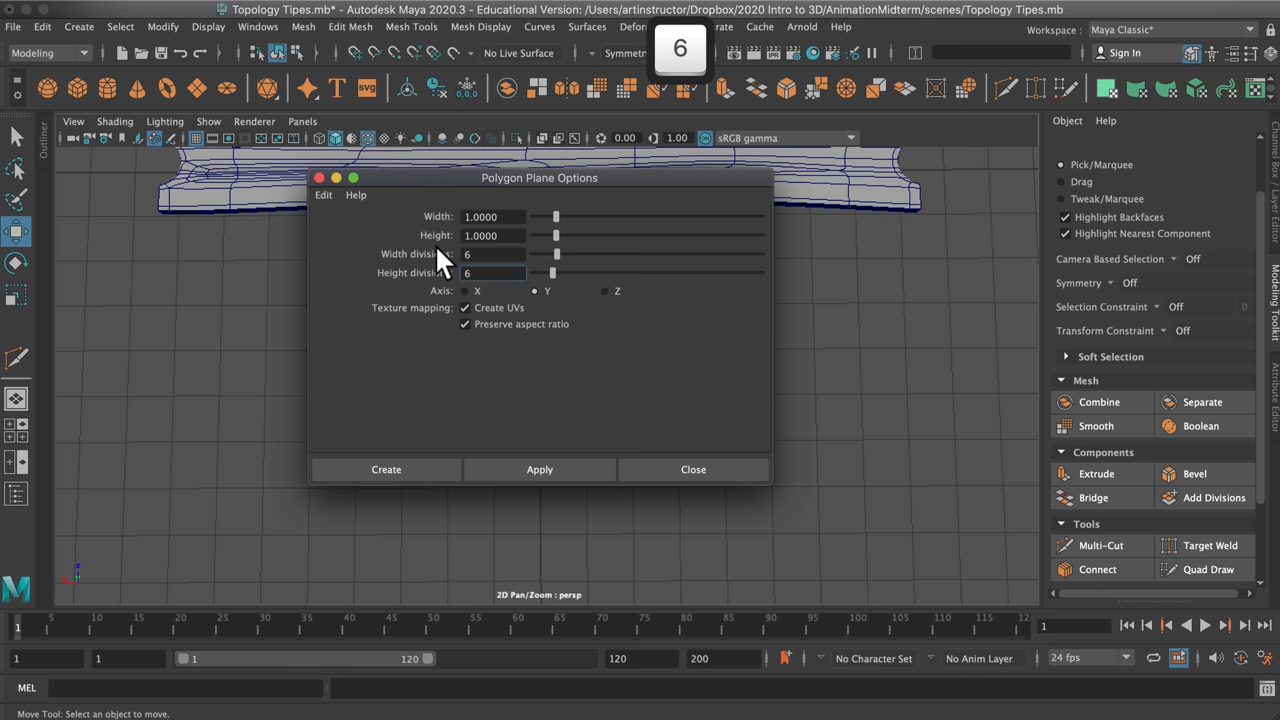 Topology Tipes.mb* - Autodesk Maya 2020.3 - Educational Version: /Users/artinstructor/Dropbox/2020 Intro to 3D/AnimationMidterm/scenes/Topology Tipes.mb
File Edit Create Select Modify Display Windows Mesh Edit Mesh Mesh Tools Mesh Display Curves Surfaces Cache Arnold Help
Workspace : Maya Classic*
6
Modeling No Live Surface Sign In
SVG
0,0,0
View Shading Lighting Show Renderer Panels
0.00 1.00 sRGB gamma
Outliner
Polygon Plane Options
Edit Help
Width: 1.0000
Height: 1.0000
6
6
Axis: X Y Z
Texture mapping: Create UVs
Preserve aspect ratio
Create Apply Close
2D Pan/Zoom : persp
Object Help
Pick/Marquee
Drag
Tweak/Marquee
Highlight Backfaces
Highlight Nearest Component
Camera Based Selection Off
Symmetry Off
Selection Constraint Off 0
Transform Constraint Off
Soft Selection
Mesh
Combine Separate
Smooth Boolean
Components
Extrude Bevel
Bridge Add Divisions
Tools
Multi-Cut Target Weld
Connect Quad Draw
Channel Box / Layer Editor
Modeling Toolkit
Attribute Editor
1 5 10 15 20 25 30 35 40 45 50 55 60 65 70 75 80 85 90 95 100 105 110 115 12 1
1 1 1 120 120 200 No Character Set No Anim Layer 24 fps
MEL
Move Tool: Select an object to move.